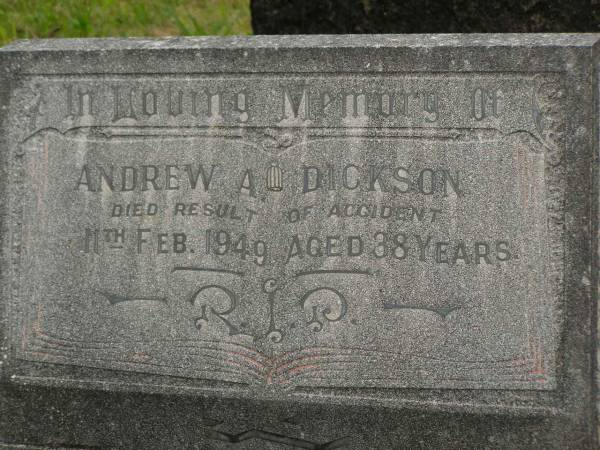 In Loving Memory Of
ANDREW A. DICKSON
DIED RESULT OF ACCIDENT
11TH FEB. 1949 AGED 38 YEARS.
R.I.P.